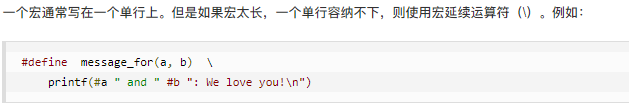 一个宏通常写在一个单行上。但是如果宏太长，一个单行容纳不下，则使用宏延续运算符（\）。例如：
#define  message_for(a, b)  \
    printf(#a " and " #b ": We love you!\n")